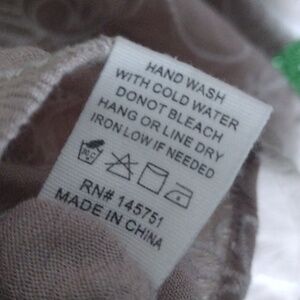 HAND WASH
WITH COLD WATER
DONOT BLEACH
HANG OR LINE DRY
IRON LOW IF NEEDED
RN# 145751
MADE IN CHINA